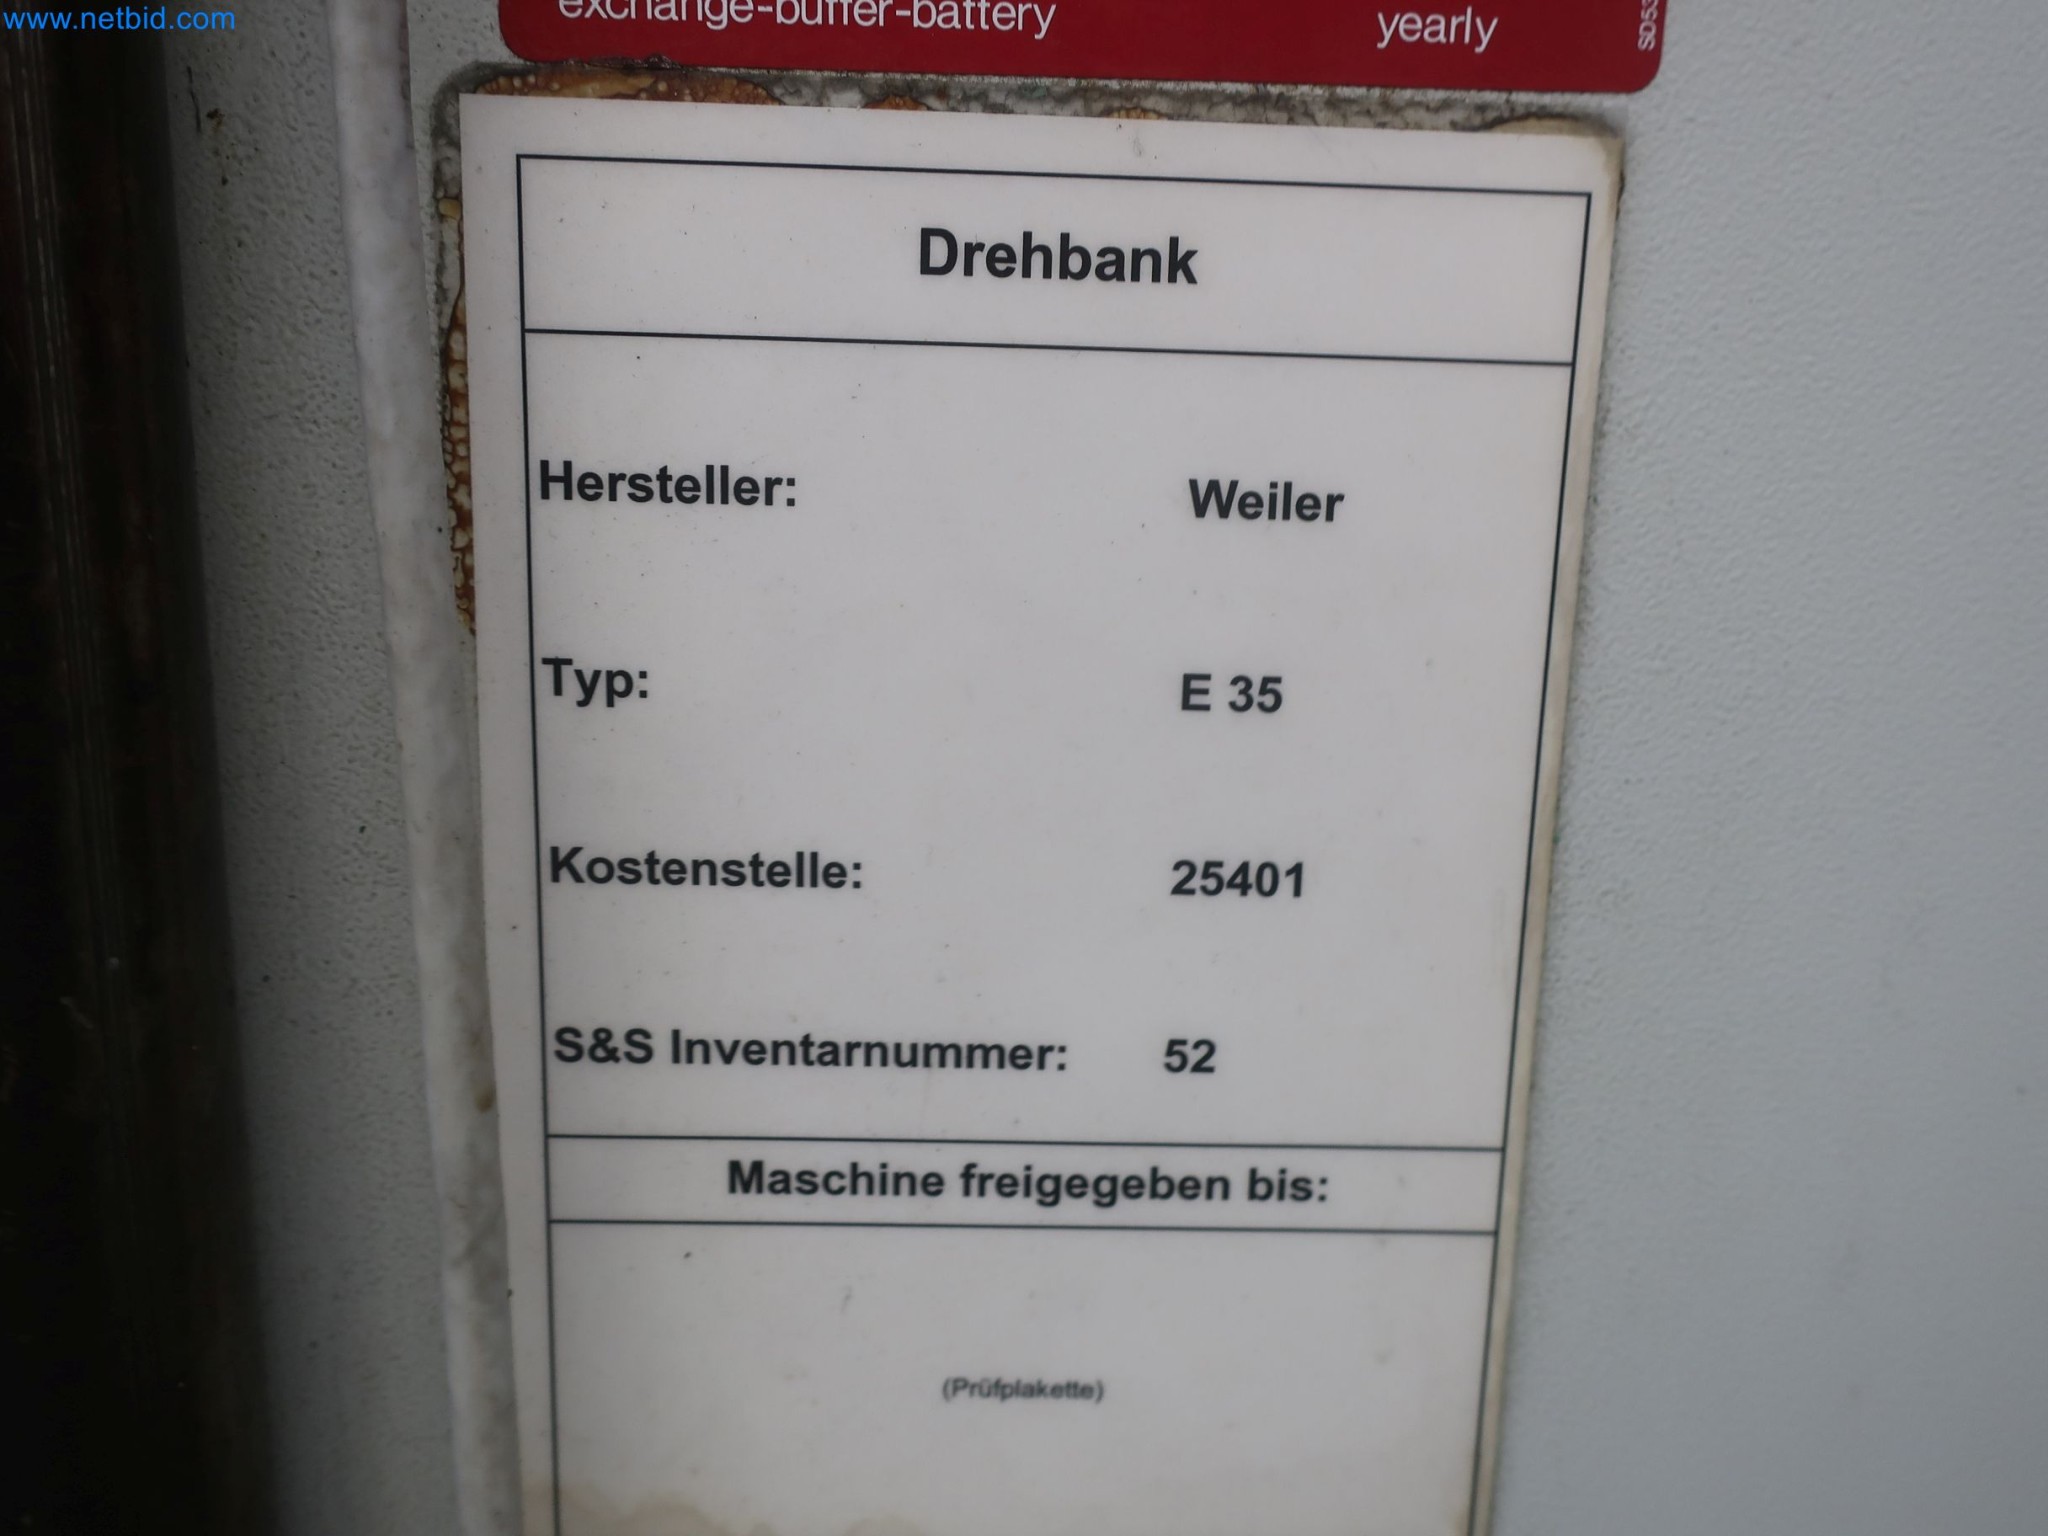 www.netbid.com
exchange-buffer-battery yearly
Drehbank
Hersteller: Weiler
Typ: E 35
Kostenstelle: 25401
S&S Inventarnummer: 52
Maschine freigegeben bis:
(Prüfplakette)